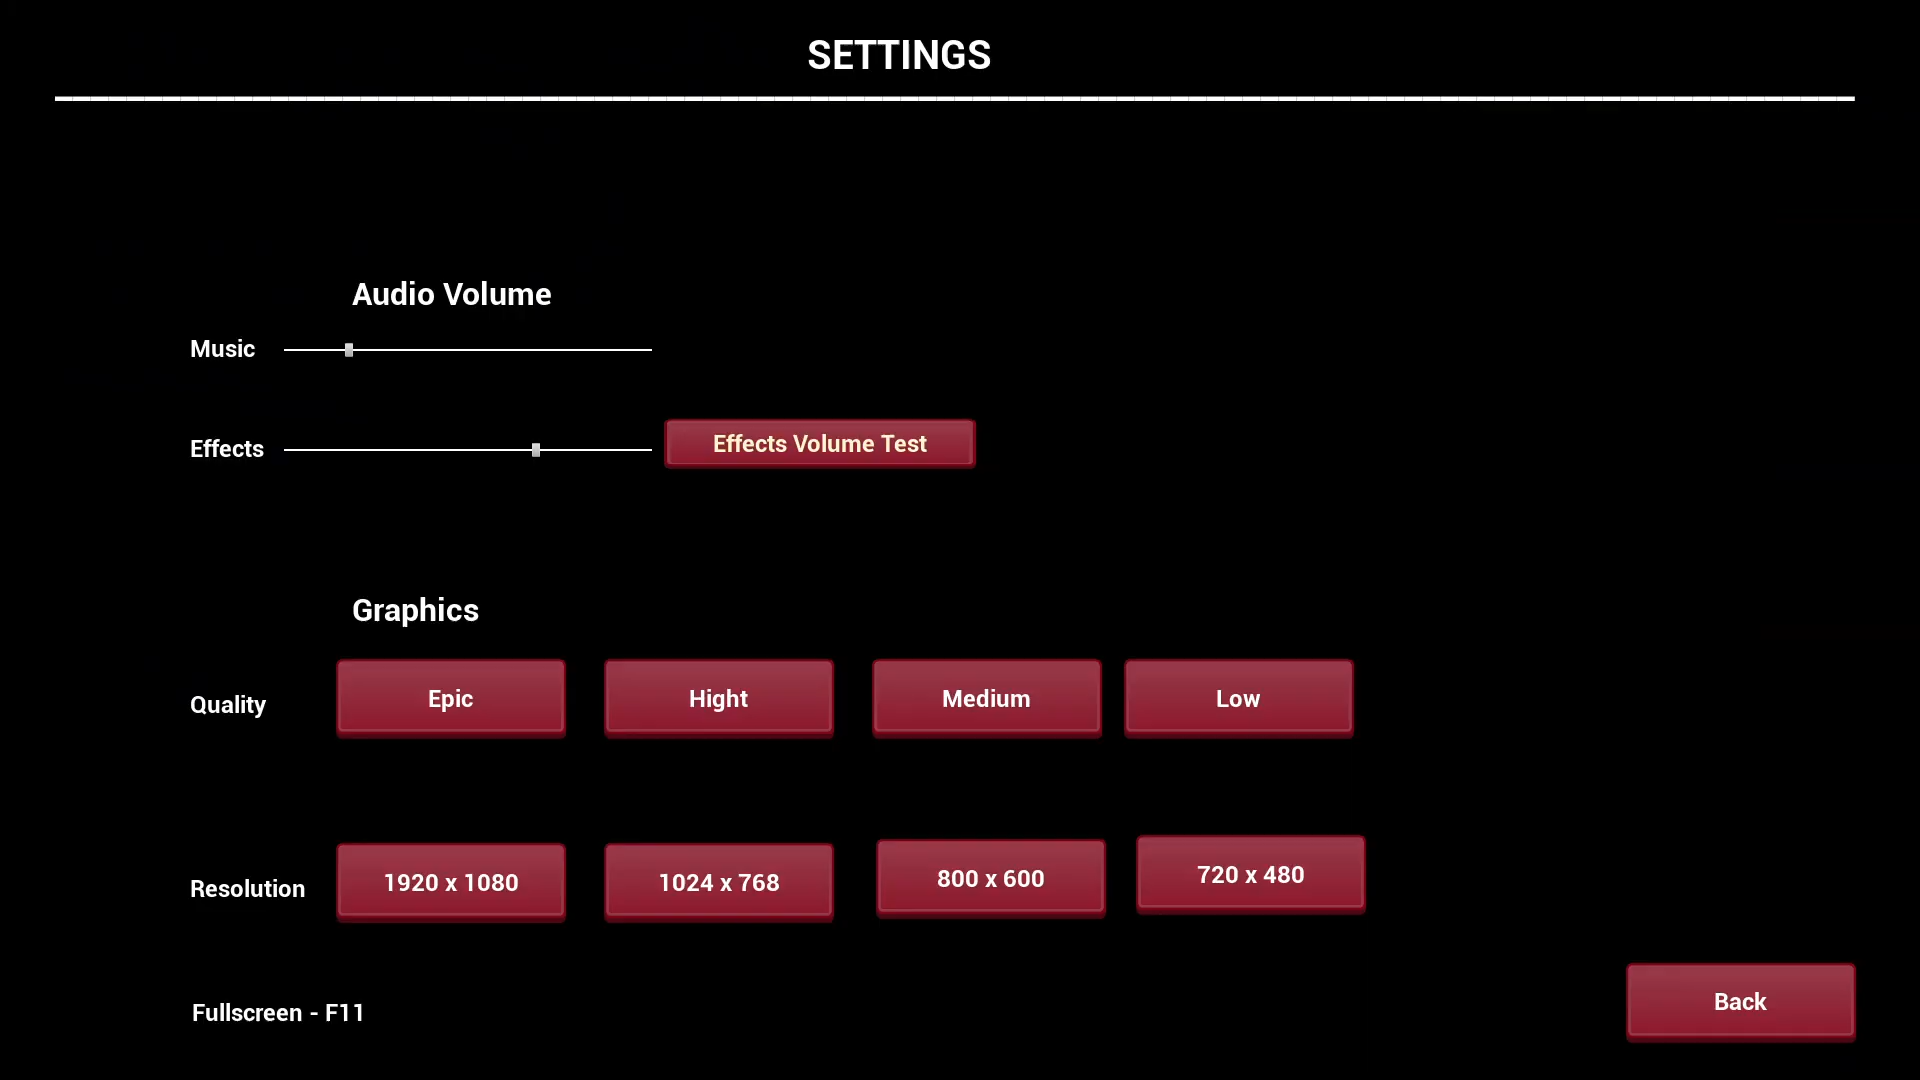 SETTINGS
Audio Volume
Music
Effects
Effects Volume Test
Graphics
Quality
Epic
Hight
Medium
Low
Resolution
1920 x 1080
1024 x 768
800 x 600
720 x 480
Fullscreen - F11
Back